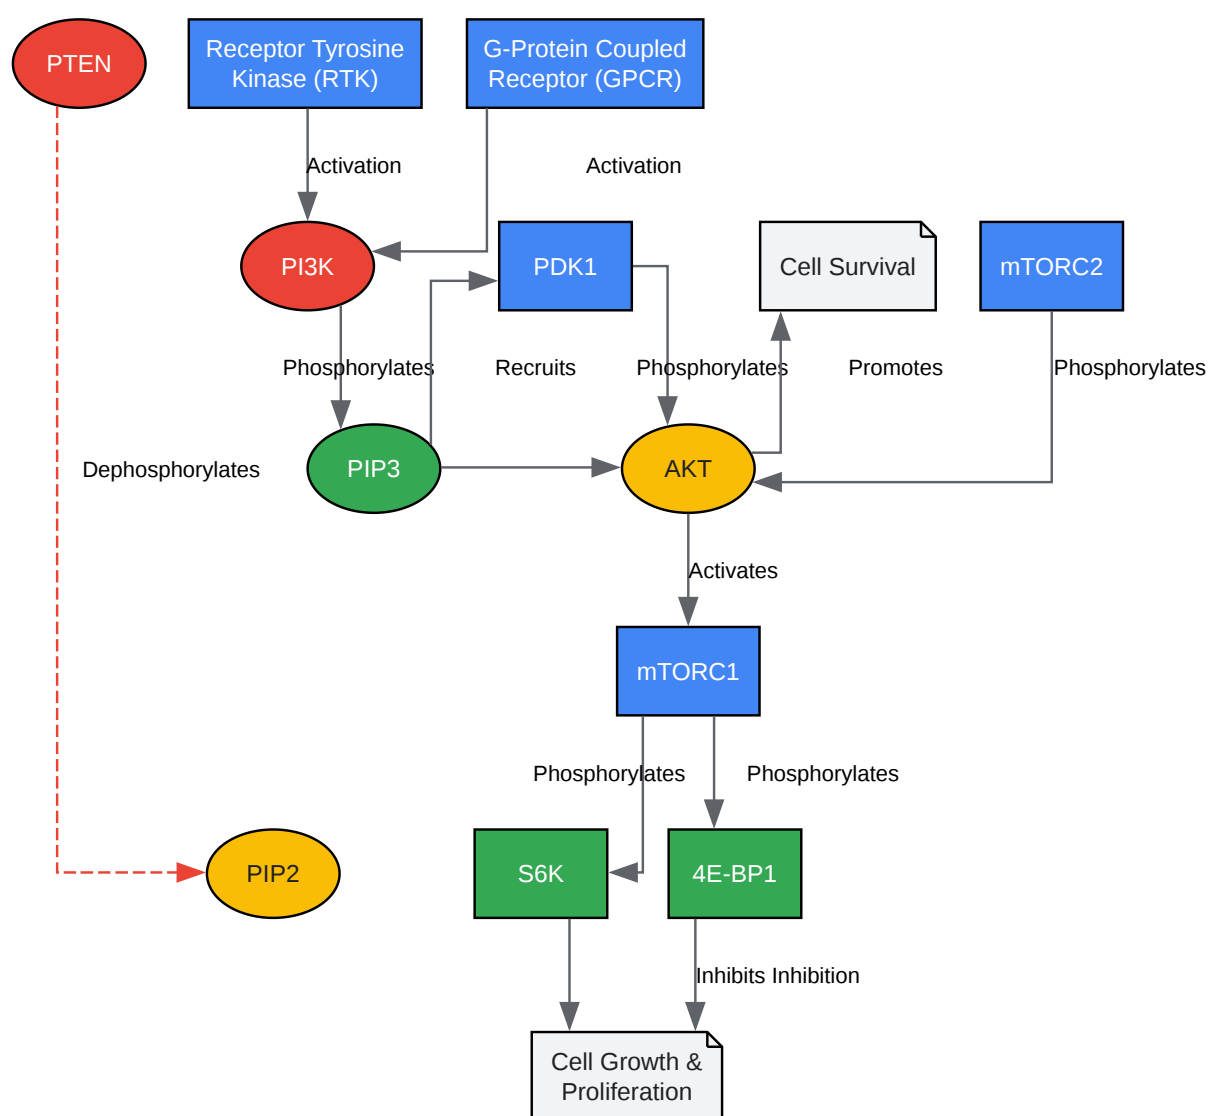 PTEN
Receptor Tyrosine
Kinase (RTK)
G-Protein Coupled
Receptor (GPCR)
Activation
Activation
PI3K
PDK1
Cell Survival
mTORC2
Phosphorylates
Recruits
Phosphorylates
Promotes
Phosphorylates
Dephosphorylates
PIP3
AKT
Activates
mTORC1
Phosphorylates
Phosphorylates
PIP2
S6K
4E-BP1
Inhibits Inhibition
Cell Growth &
Proliferation